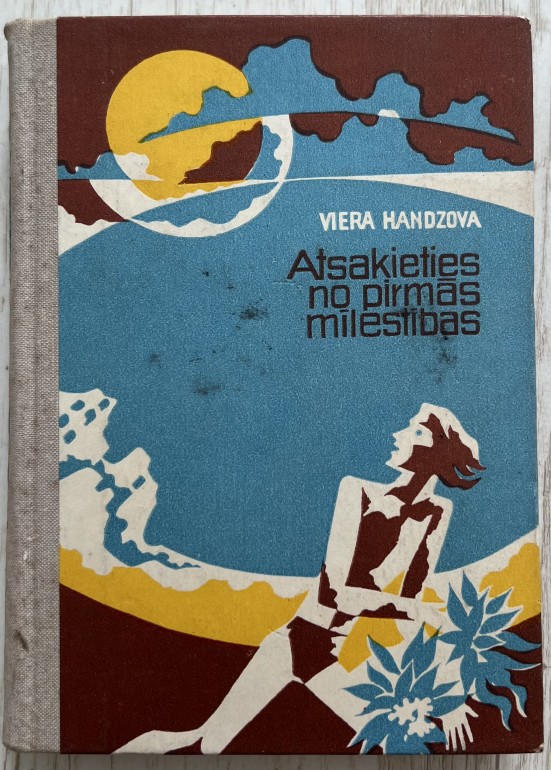 VIERA HANDZOVA
Atsakieties
no pirmās
mīlestības